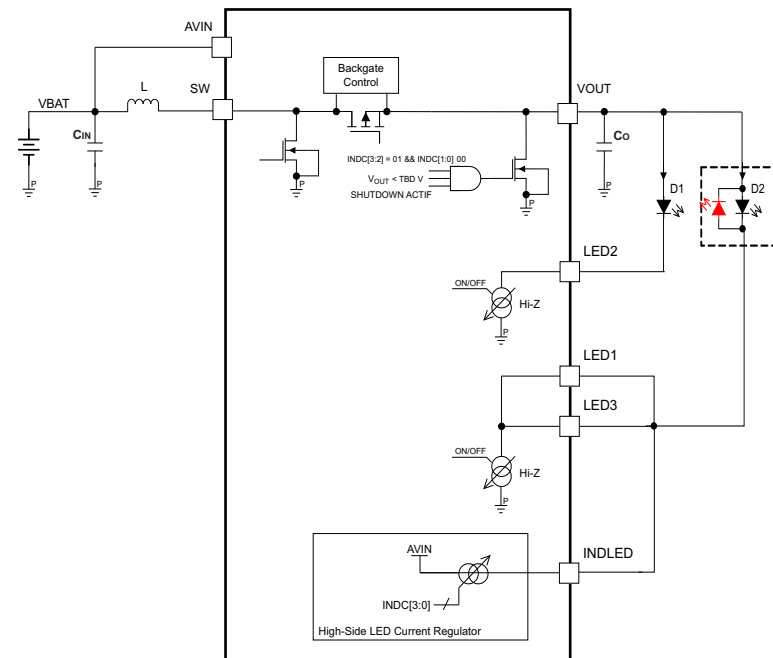 AVIN
L
SW
VBAT
CIN
P
P
Backgate
Control
P
INDC[3:2] = 01 && INDC[1:0] 00
VOUT < TBD V
SHUTDOWN ACTIF
P
VOUT
CO
P
D1
D2
LED2
ON/OFF
Hi-Z
P
LED1
LED3
ON/OFF
Hi-Z
P
INDLED
AVIN
INDC[3:0]
High-Side LED Current Regulator